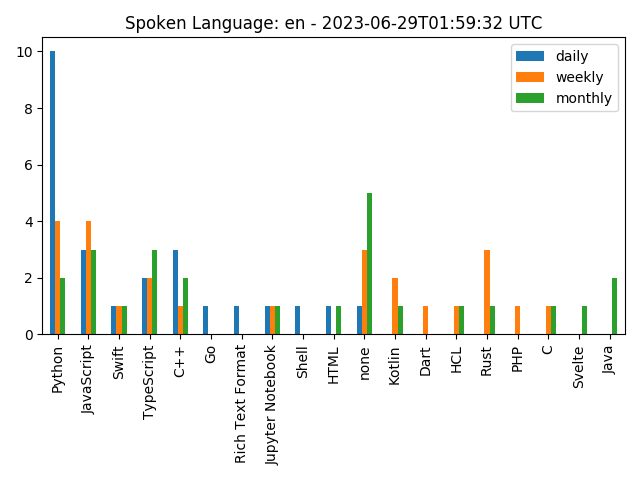 Spoken Language: en - 2023-06-29T01:59:32 UTC
daily
weekly
monthly
10
8
6
4
2
0
Python
JavaScript
Swift
TypeScript
C++
Go
Rich Text Format
Jupyter Notebook
Shell
HTML
none
Kotlin
Dart
HCL
Rust
PHP
C
Svelte
Java